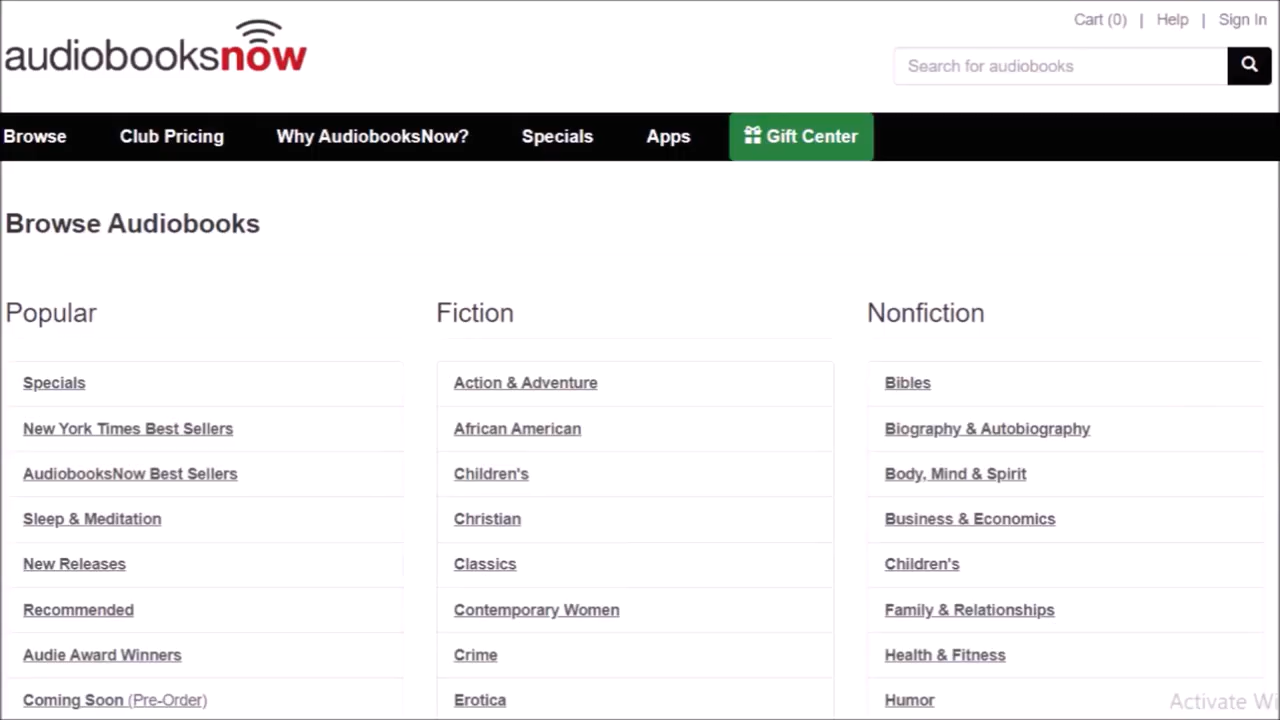 audiobooksnow
Cart (0) | Help | Sign In
Search for audiobooks
Browse Club Pricing Why AudiobooksNow? Specials Apps Gift Center
Browse Audiobooks
Popular
Specials
New York Times Best Sellers
AudiobooksNow Best Sellers
Sleep & Meditation
New Releases
Recommended
Audie Award Winners
Coming Soon (Pre-Order)
Fiction
Action & Adventure
African American
Children's
Christian
Classics
Contemporary Women
Crime
Erotica
Nonfiction
Bibles
Biography & Autobiography
Body, Mind & Spirit
Business & Economics
Children's
Family & Relationships
Health & Fitness
Humor
Activate